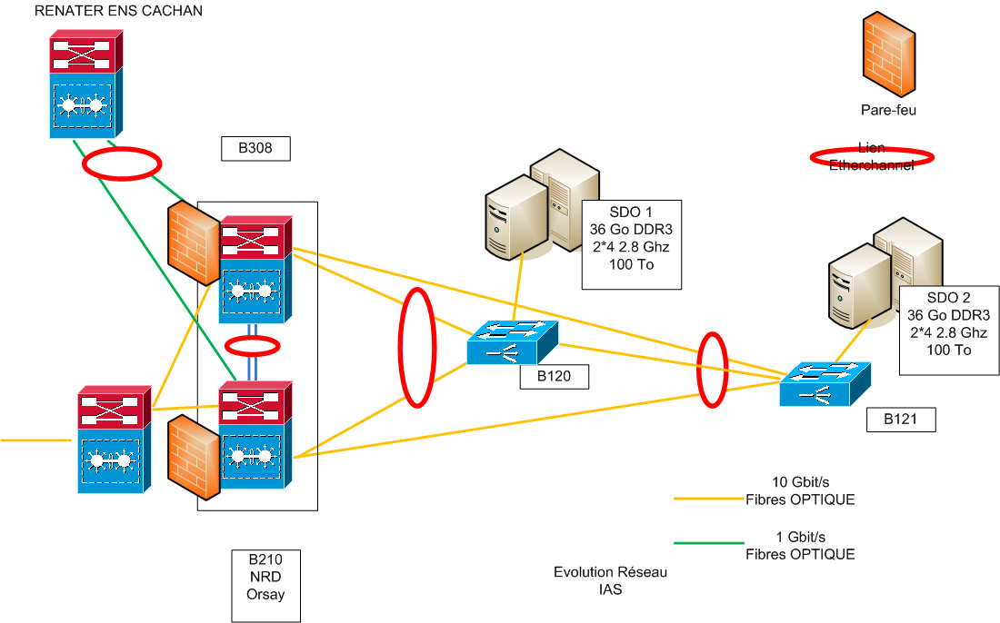 RENATER ENS CACHAN
Pare-feu
B308
Lien
Etherchannel
SDO 1
36 Go DDR3
2*4 2.8 Ghz
100 To
SDO 2
36 Go DDR3
2*4 2.8 Ghz
100 To
B120
B121
10 Gbit/s
Fibres OPTIQUE
1 Gbit/s
Fibres OPTIQUE
B210
NRD
Orsay
Evolution Réseau
IAS